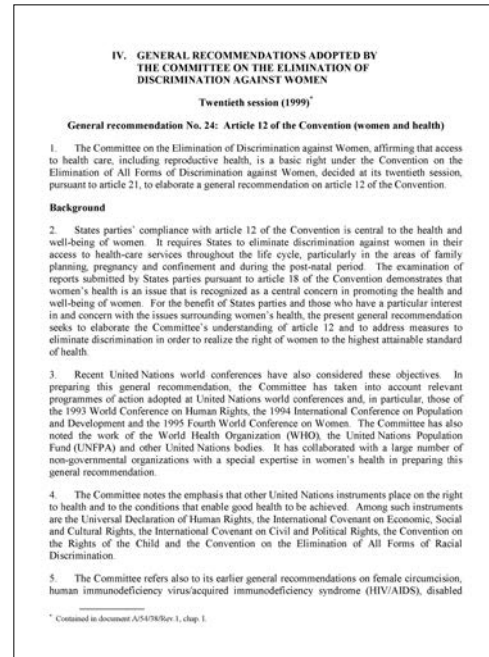 IV. GENERAL RECOMMENDATIONS ADOPTED BY
THE COMMITTEE ON THE ELIMINATION OF
DISCRIMINATION AGAINST WOMEN
Twentieth session (1999)*
General recommendation No. 24: Article 12 of the Convention (women and health)
1. The Committee on the Elimination of Discrimination against Women, affirming that access
to health care, including reproductive health, is a basic right under the Convention on the
Elimination of All Forms of Discrimination against Women, decided at its twentieth session,
pursuant to article 21, to elaborate a general recommendation on article 12 of the Convention.
Background
2. States parties' compliance with article 12 of the Convention is central to the health and
well-being of women. It requires States to eliminate discrimination against women in their
access to health-care services throughout the life cycle, particularly in the areas of family
planning, pregnancy and confinement and during the post-natal period. The examination of
reports submitted by States parties pursuant to article 18 of the Convention demonstrates that
women's health is an issue that is recognized as a central concern in promoting the health and
well-being of women. For the benefit of States parties and those who have a particular interest
in and concern with the issues surrounding women's health, the present general recommendation
seeks to elaborate the Committee's understanding of article 12 and to address measures to
eliminate discrimination in order to realize the right of women to the highest attainable standard
of health.
3. Recent United Nations world conferences have also considered these objectives. In
preparing this general recommendation, the Committee has taken into account relevant
programmes of action adopted at United Nations world conferences and, in particular, those of
the 1993 World Conference on Human Rights, the 1994 International Conference on Population
and Development and the 1995 Fourth World Conference on Women. The Committee has also
noted the work of the World Health Organization (WHO), the United Nations Population
Fund (UNFPA) and other United Nations bodies. It has collaborated with a large number of
non-governmental organizations with a special expertise in women's health in preparing this
general recommendation.
4. The Committee notes the emphasis that other United Nations instruments place on the right
to health and to the conditions that enable good health to be achieved. Among such instruments
are the Universal Declaration of Human Rights, the International Covenant on Economic, Social
and Cultural Rights, the International Covenant on Civil and Political Rights, the Convention on
the Rights of the Child and the Convention on the Elimination of All Forms of Racial
Discrimination.
5. The Committee refers also to its earlier general recommendations on female circumcision,
human immunodeficiency virus/acquired immunodeficiency syndrome (HIV/AIDS), disabled
* Contained in document A/54/38/Rev.1, chap. I.